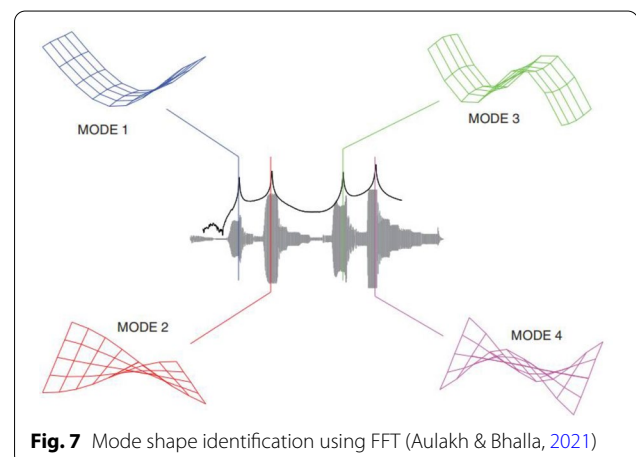 MODE 1
MODE 3
MODE 2
MODE 4
Fig. 7 Mode shape identification using FFT (Aulakh & Bhalla, 2021)